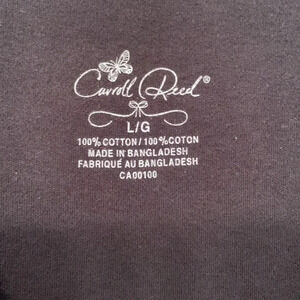 Carroll Reed®
L/G
100% COTTON / 100% COTON
MADE IN BANGLADESH
FABRIQUÉ AU BANGLADESH
CA00100